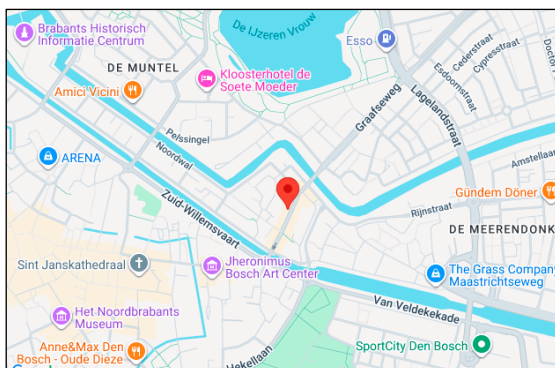 De IJzeren Vrouw
Brabants Historisch
Informatie Centrum
Esso
Cederstraat
Cypresstraat
Esdoornstraat
DE MUNTEL
Kloosterhotel de
Soete Moeder
Amici Vicini
Graafseweg
Lagelandstraat
Pelssingel
Noordwal
ARENA
Amstellaan
Zuid-Willemsvaart
Gündem Döner
Rijnstraat
DE MEERENDONK
Sint Janskathedraal
Jheronimus
Bosch Art Center
The Grass Company
Maastrichtseweg
Van Veldekekade
Het Noordbrabants
Museum
Anne&Max Den
Bosch - Oude Dieze
SportCity Den Bosch
Hekellaan